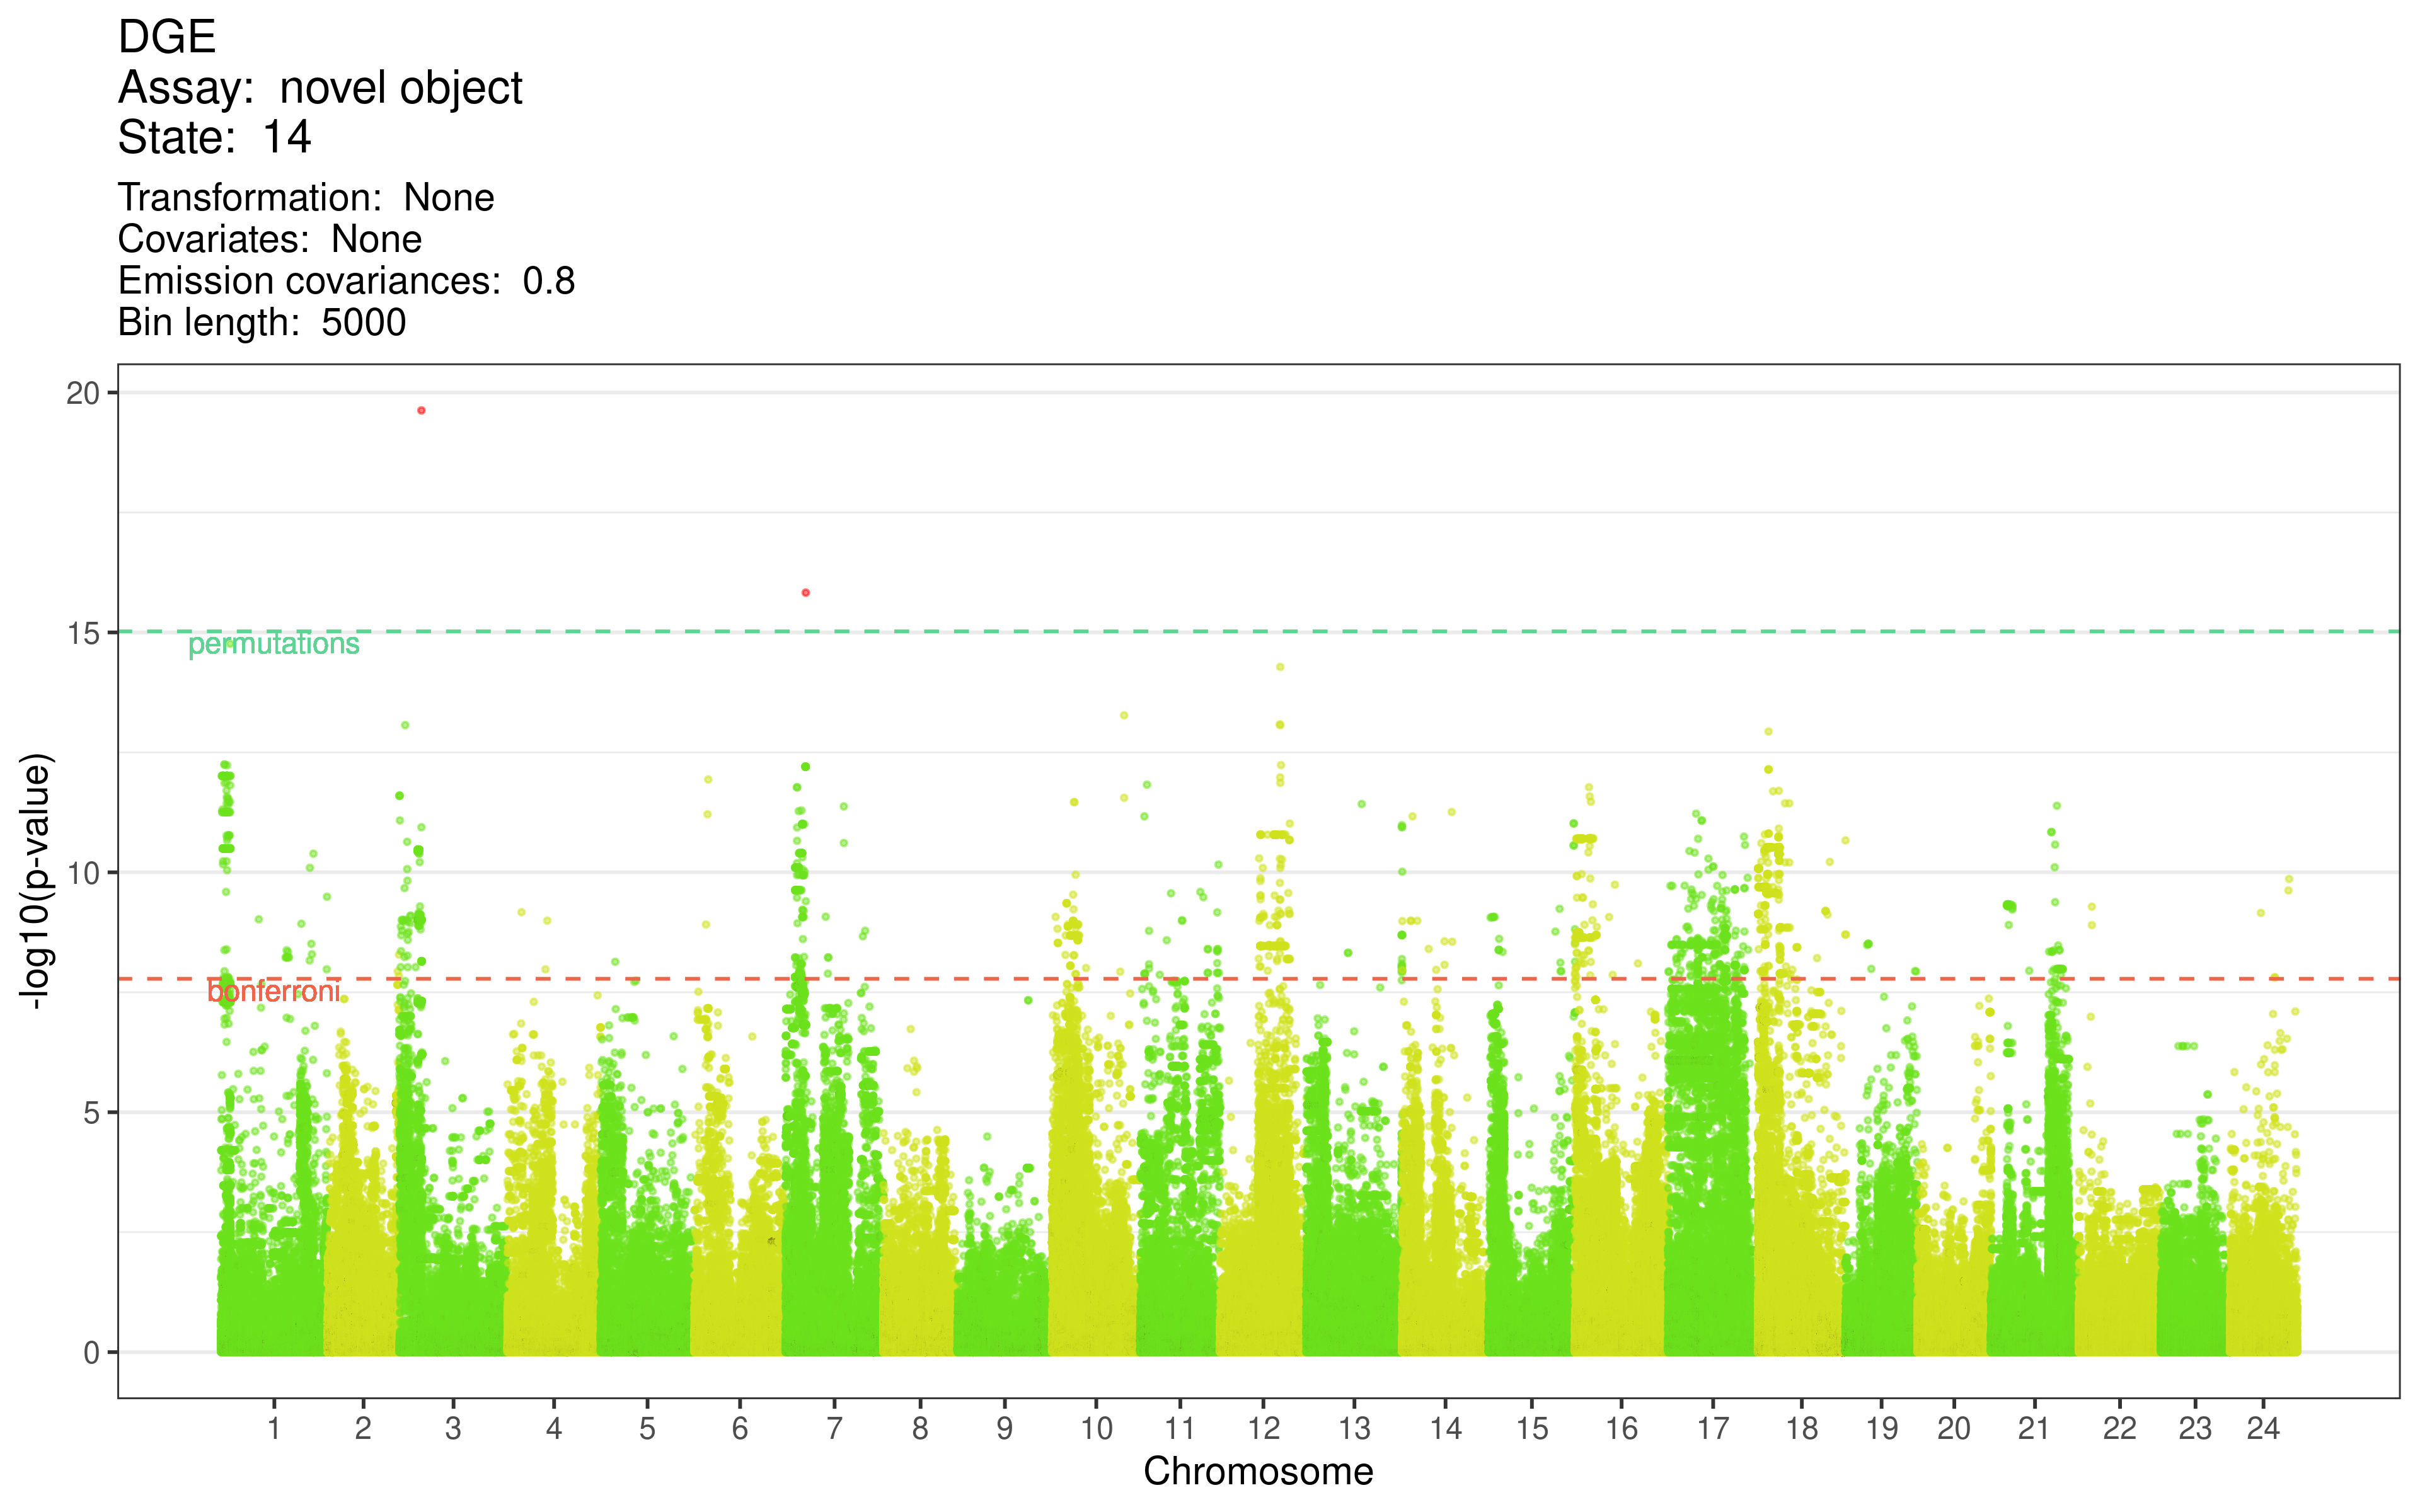 DGE
Assay:  novel object
State:  14
Transformation:  None
Covariates:  None
Emission covariances:  0.8
Bin length:  5000
20
15
10
5
0
-log10(p-value)
permutations
bonferroni
1 2 3 4 5 6 7 8 9 10 11 12 13 14 15 16 17 18 19 20 21 22 23 24
Chromosome